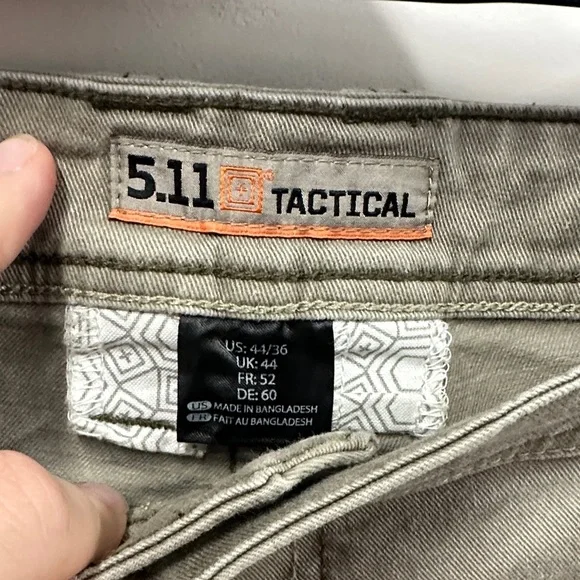 5.11 TACTICAL
US: 44/36
UK: 44
FR: 52
DE: 60
US MADE IN BANGLADESH
FR FAIT AU BANGLADESH